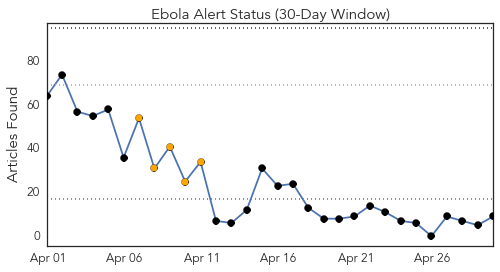 Ebola Alert Status (30-Day Window)
Articles Found
80
60
40
20
0
Apr 01 Apr 06 Apr 11 Apr 16 Apr 21 Apr 26